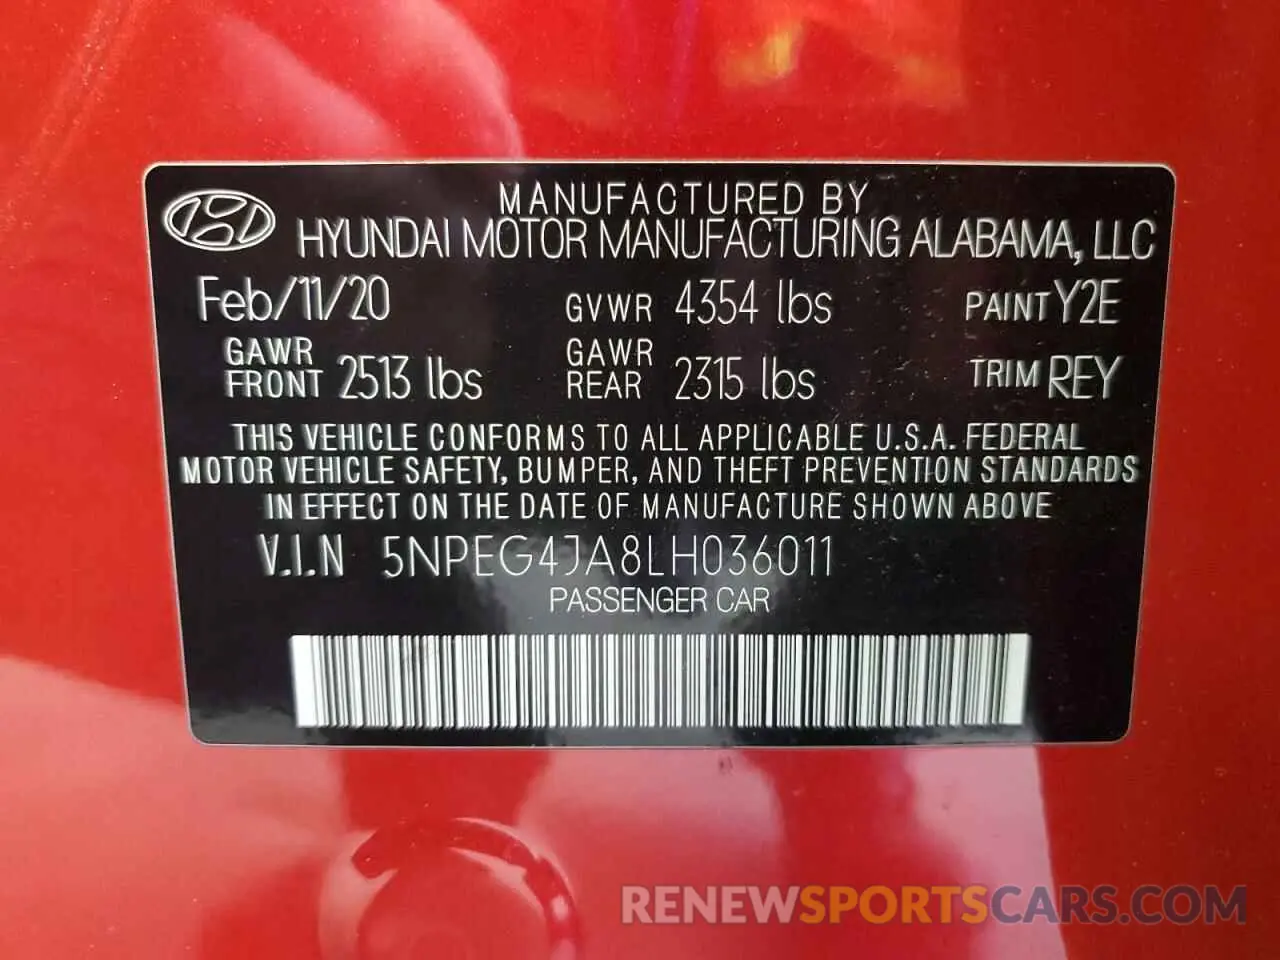 MANUFACTURED BY
HYUNDAI MOTOR MANUFACTURING ALABAMA, LLC
Feb/11/20 GVWR 4354 lbs PAINT Y2E
GAWR FRONT 2513 lbs GAWR REAR 2315 lbs TRIM REY
THIS VEHICLE CONFORMS TO ALL APPLICABLE U.S.A. FEDERAL
MOTOR VEHICLE SAFETY, BUMPER, AND THEFT PREVENTION STANDARDS
IN EFFECT ON THE DATE OF MANUFACTURE SHOWN ABOVE
V.I.N 5NPEG4JA8LH036011
PASSENGER CAR
RENEWSPORTSCARS.COM